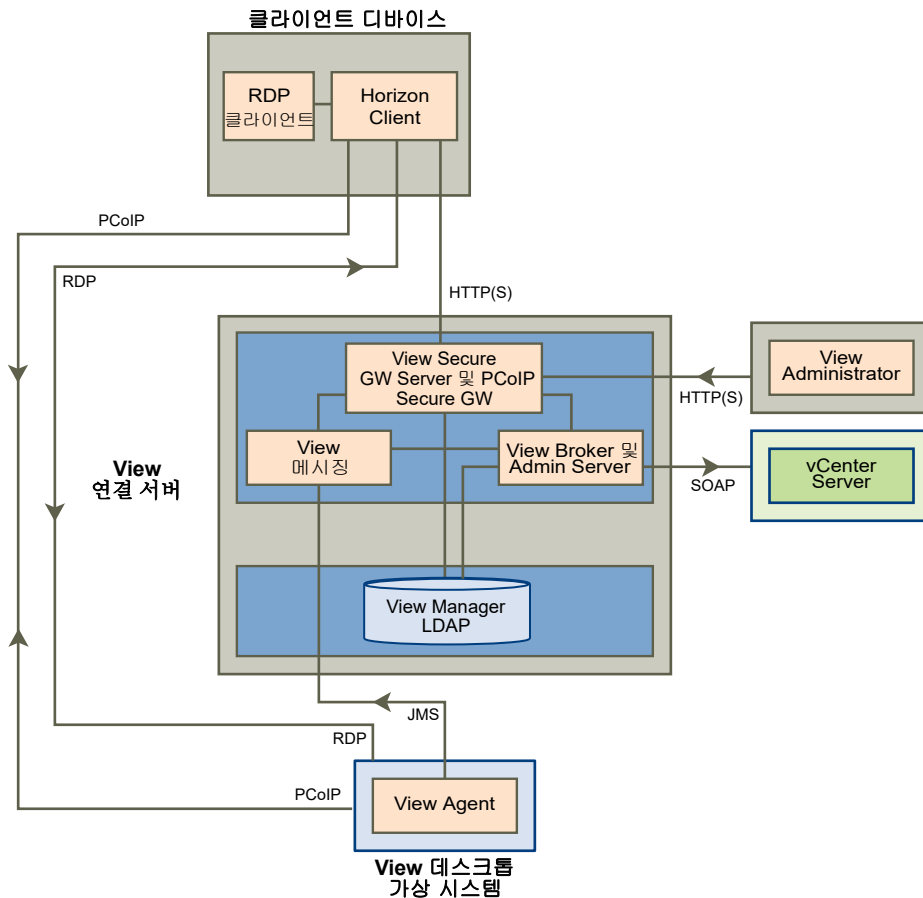 클라이언트 디바이스
RDP
클라이언트
Horizon
Client
PCoIP
RDP
HTTP(S)
View Secure
GW Server 및 PCoIP
Secure GW
View
Administrator
HTTP(S)
View
메시징
View Broker 및
Admin Server
SOAP
vCenter
Server
View
연결 서버
View Manager
LDAP
JMS
RDP
PCoIP
View Agent
View 데스크톱
가상 시스템